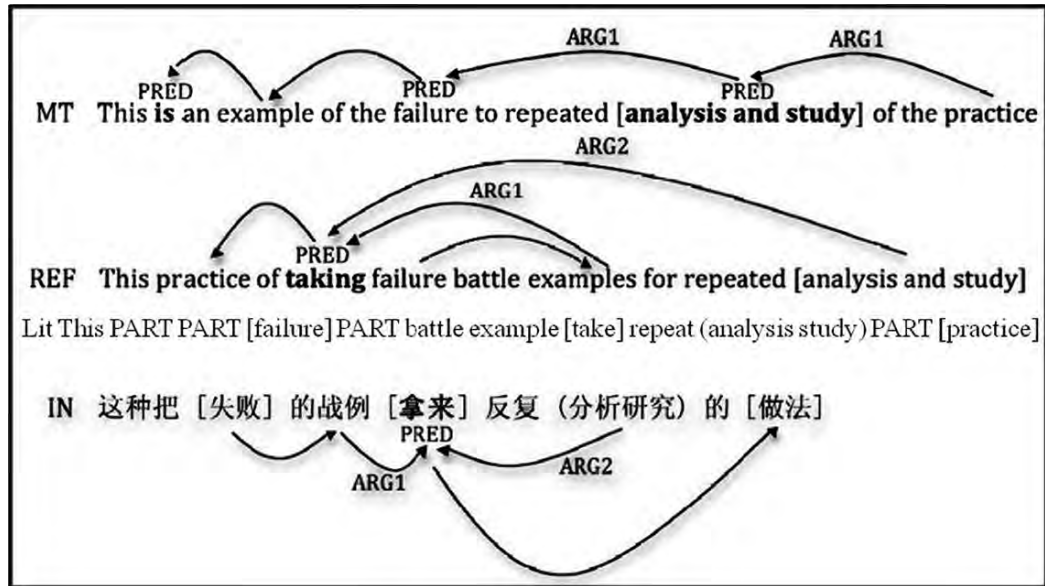 ARG1 ARG1
PRED PRED PRED
MT This is an example of the failure to repeated [analysis and study] of the practice
ARG2
ARG1
PRED
REF This practice of taking failure battle examples for repeated [analysis and study]
Lit This PART PART [failure] PART battle example [take] repeat (analysis study) PART [practice]
IN 这种把 [失败] 的战例 [拿来] 反复 (分析研究) 的 [做法]
PRED
ARG1 ARG2